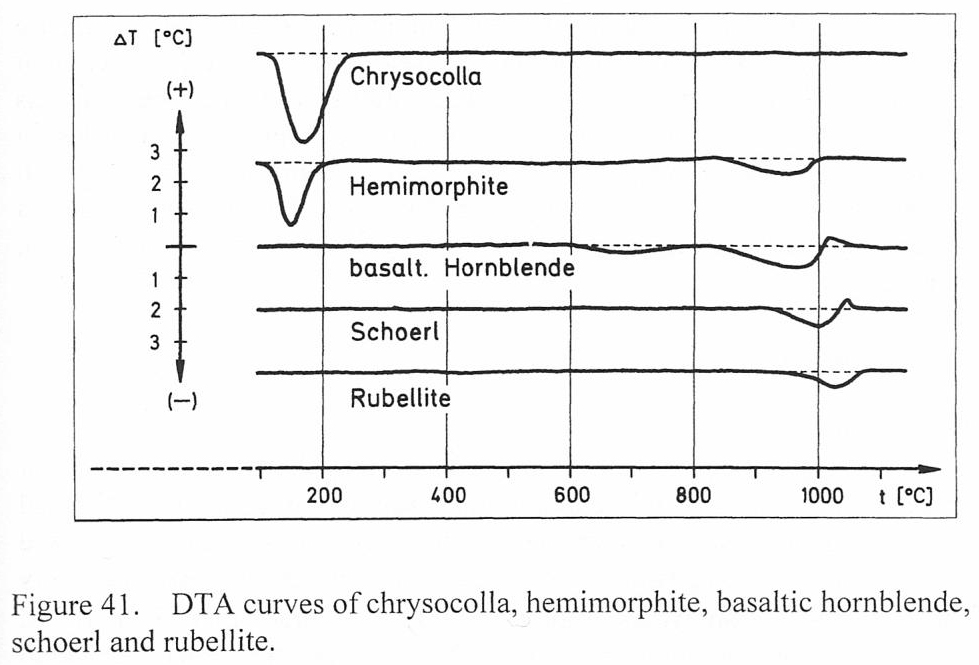 ΔT [°C]
(+)
3
2
1
1
2
3
(−)
Chrysocolla
Hemimorphite
basalt. Hornblende
Schoerl
Rubellite
200 400 600 800 1000 t [°C]
Figure 41. DTA curves of chrysocolla, hemimorphite, basaltic hornblende,
schoerl and rubellite.